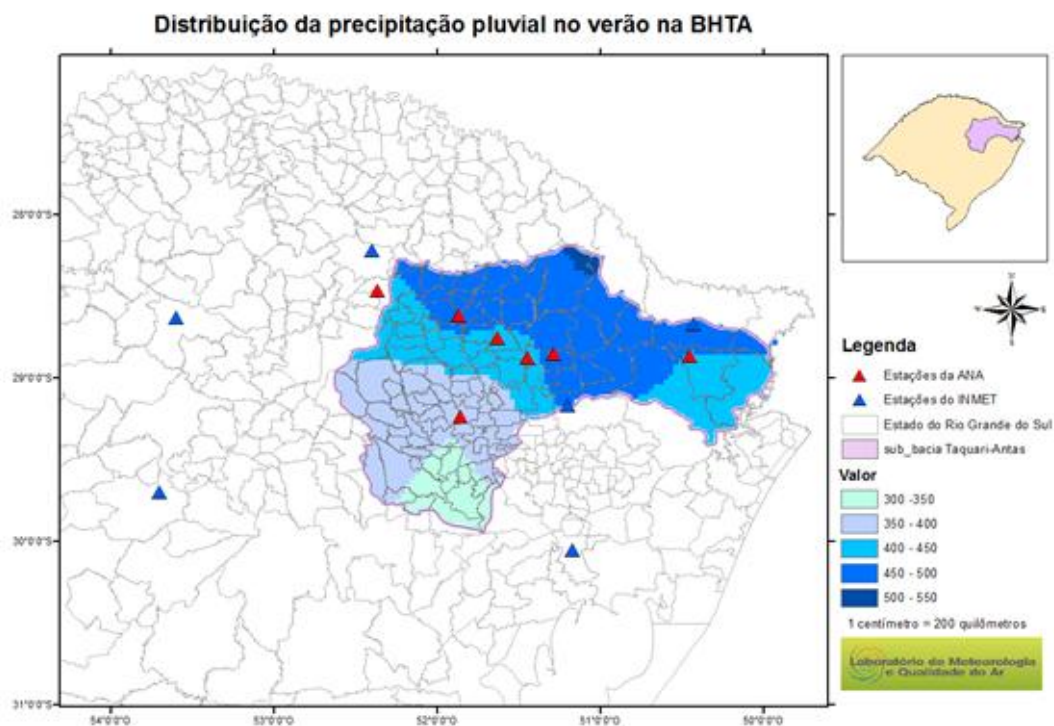 Distribuição da precipitação pluvial no verão na BHTA
28°0'0"S
29°0'0"S
30°0'0"S
31°0'0"S
54°0'0"O
53°0'0"O
52°0'0"O
51°0'0"O
50°0'0"O
Legenda
Estações da ANA
Estações do INMET
Estado do Rio Grande do Sul
sub_bacia Taquari-Antas
Valor
300 -350
350 - 400
400 - 450
450 - 500
500 - 550
1 centímetro = 200 quilômetros
Laboratório de Meteorologia
e Qualidade do Ar